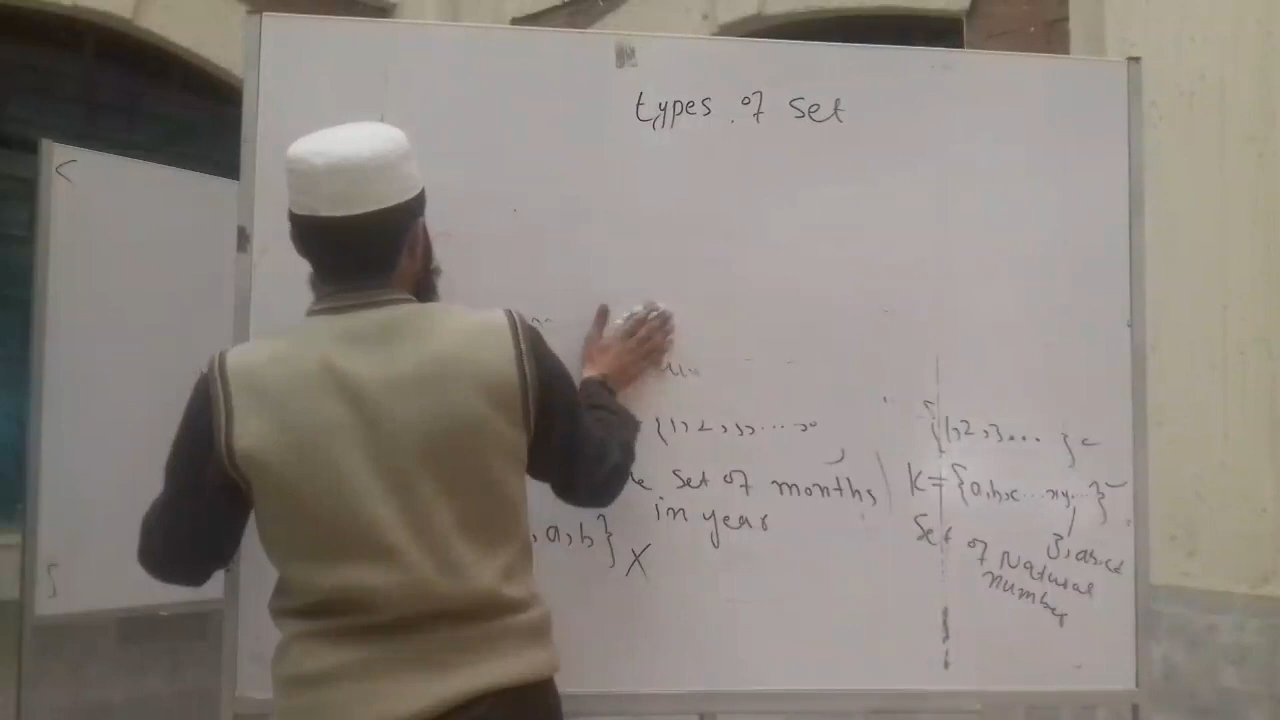 types of set
{1, 2, 3, ...
set of months
in year
, a, b} X
{1, 2, 3 ... }
K = {a, b, c ... x y ...}
Set of Natural
number